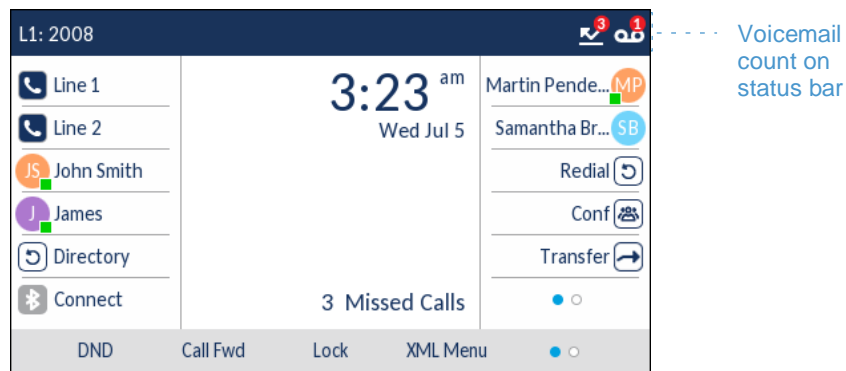 L1: 2008
3
1
Voicemail
count on
status bar
Line 1
Line 2
JS John Smith
J James
Directory
Connect
3:23 am
Wed Jul 5
3 Missed Calls
Martin Pende... MP
Samantha Br... SB
Redial
Conf
Transfer
DND Call Fwd Lock XML Menu